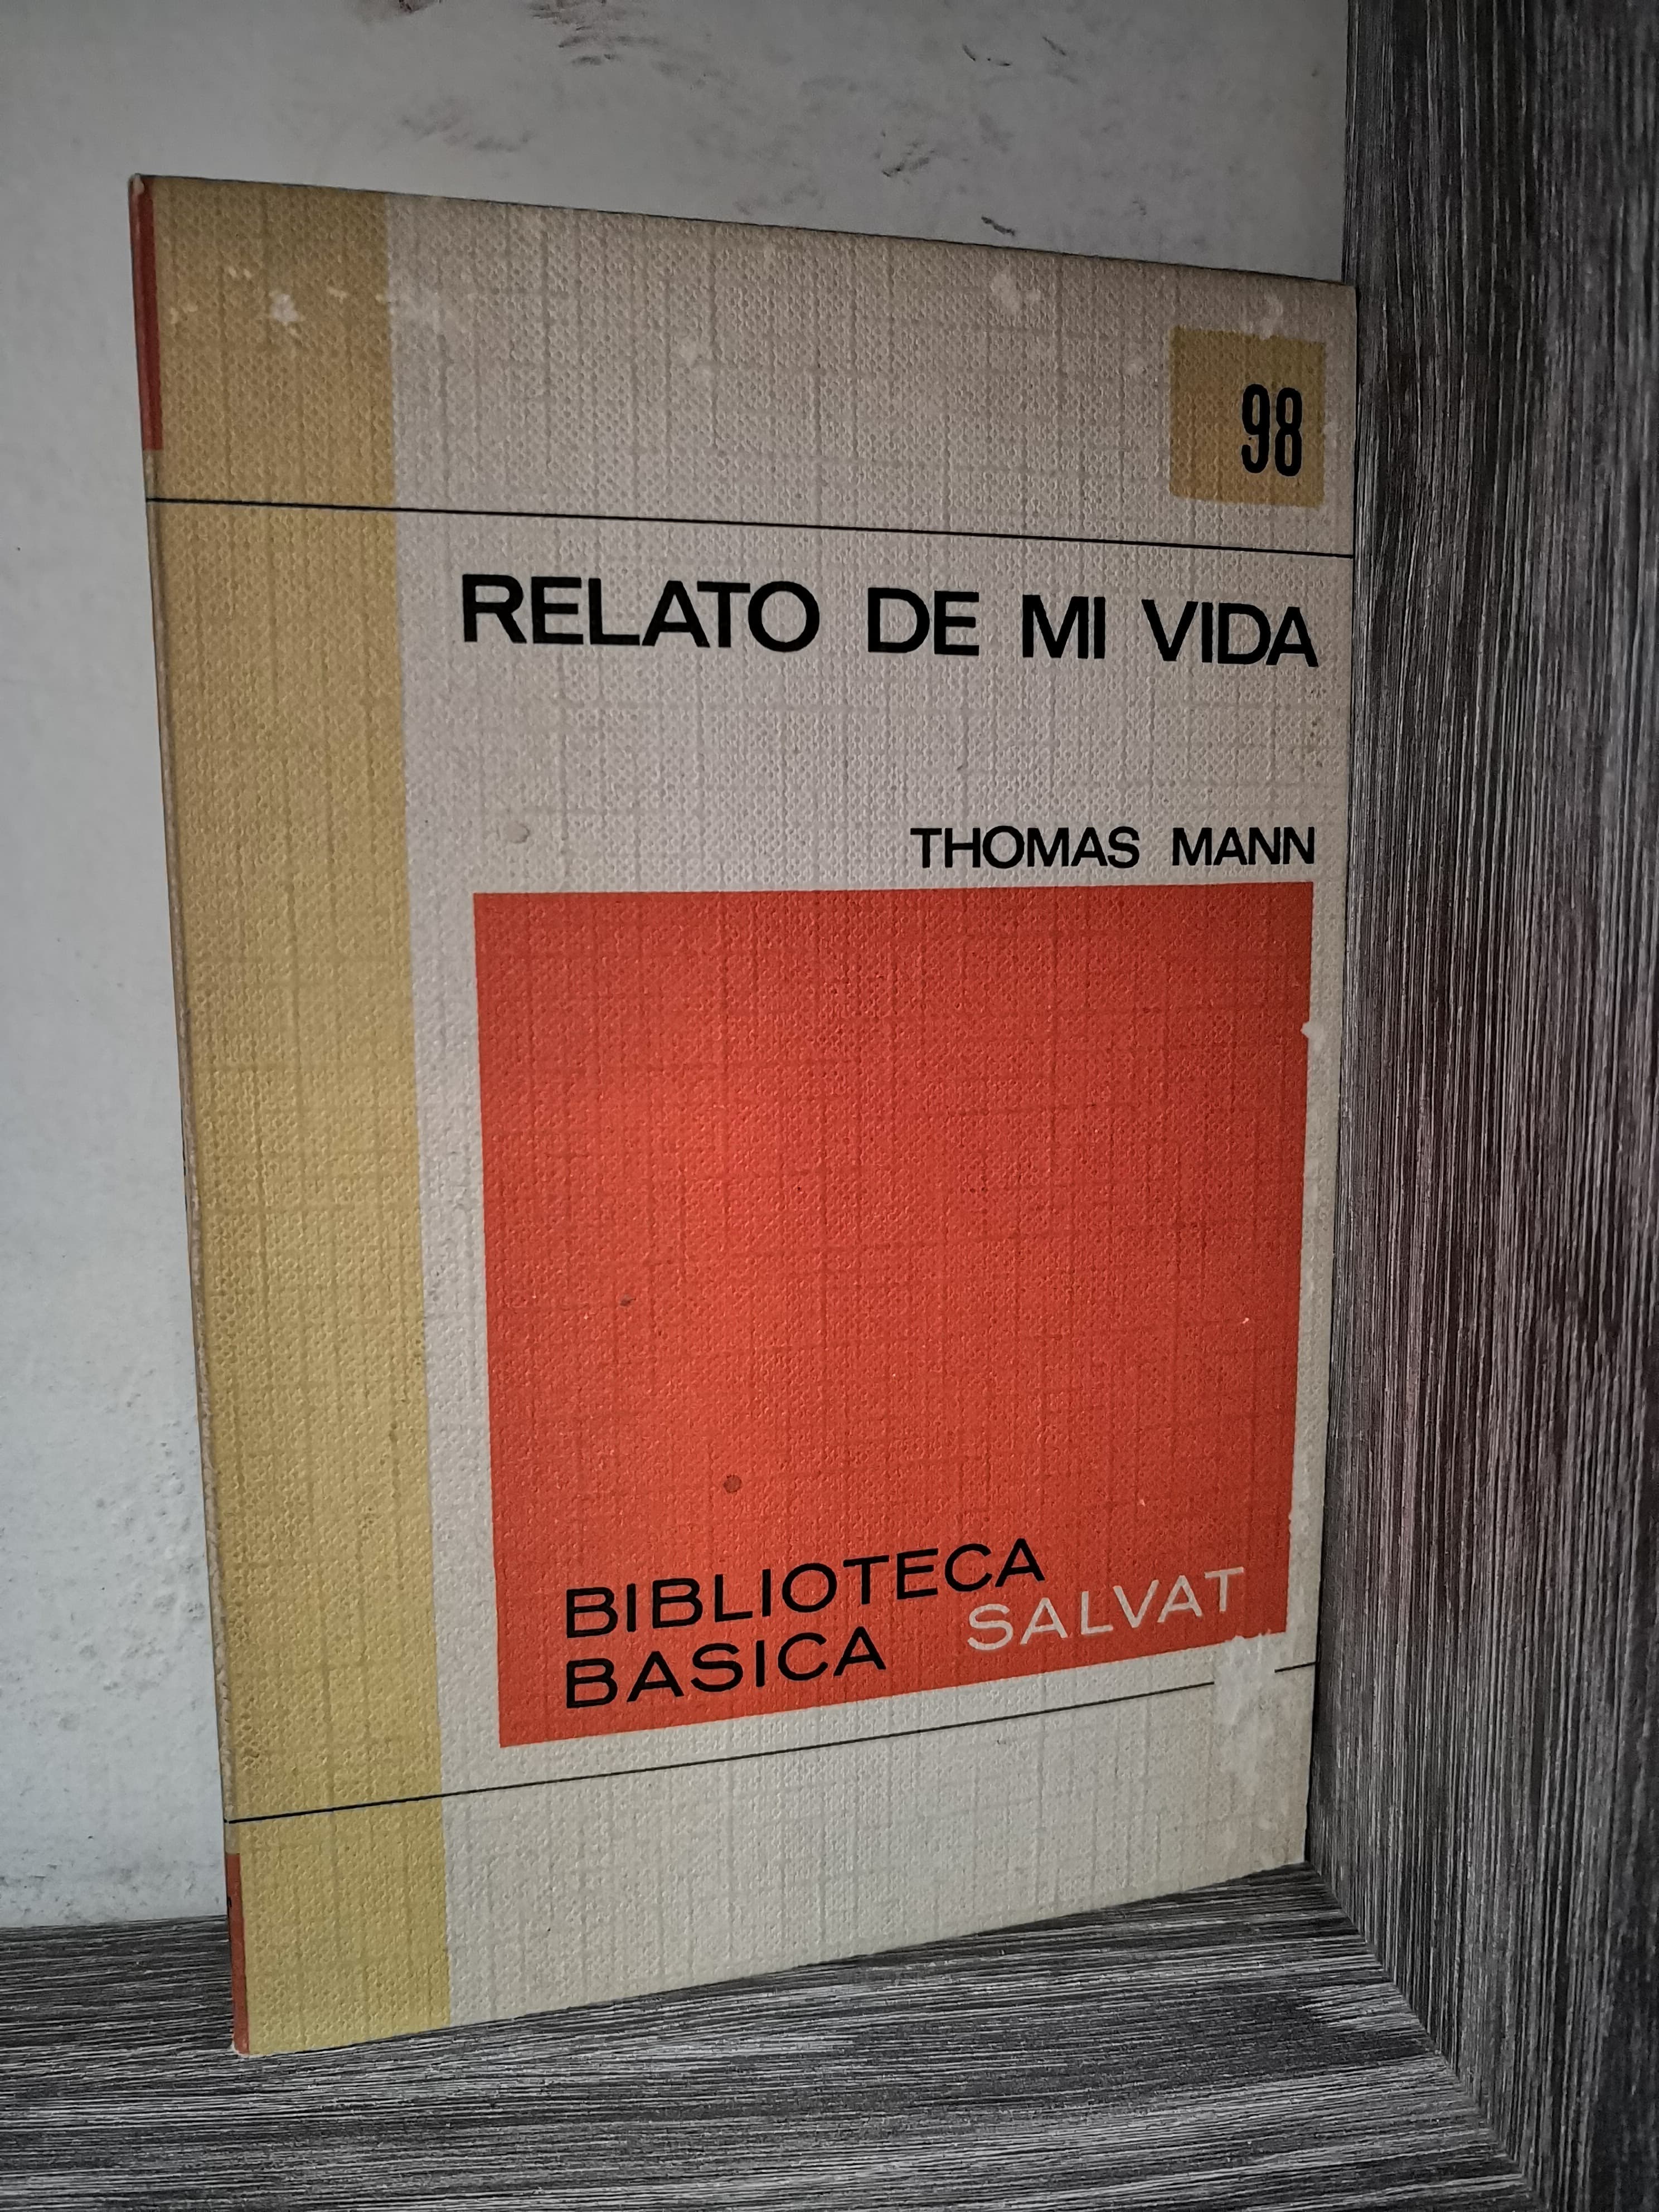 98
RELATO DE MI VIDA
THOMAS MANN
BIBLIOTECA
BASICA SALVAT